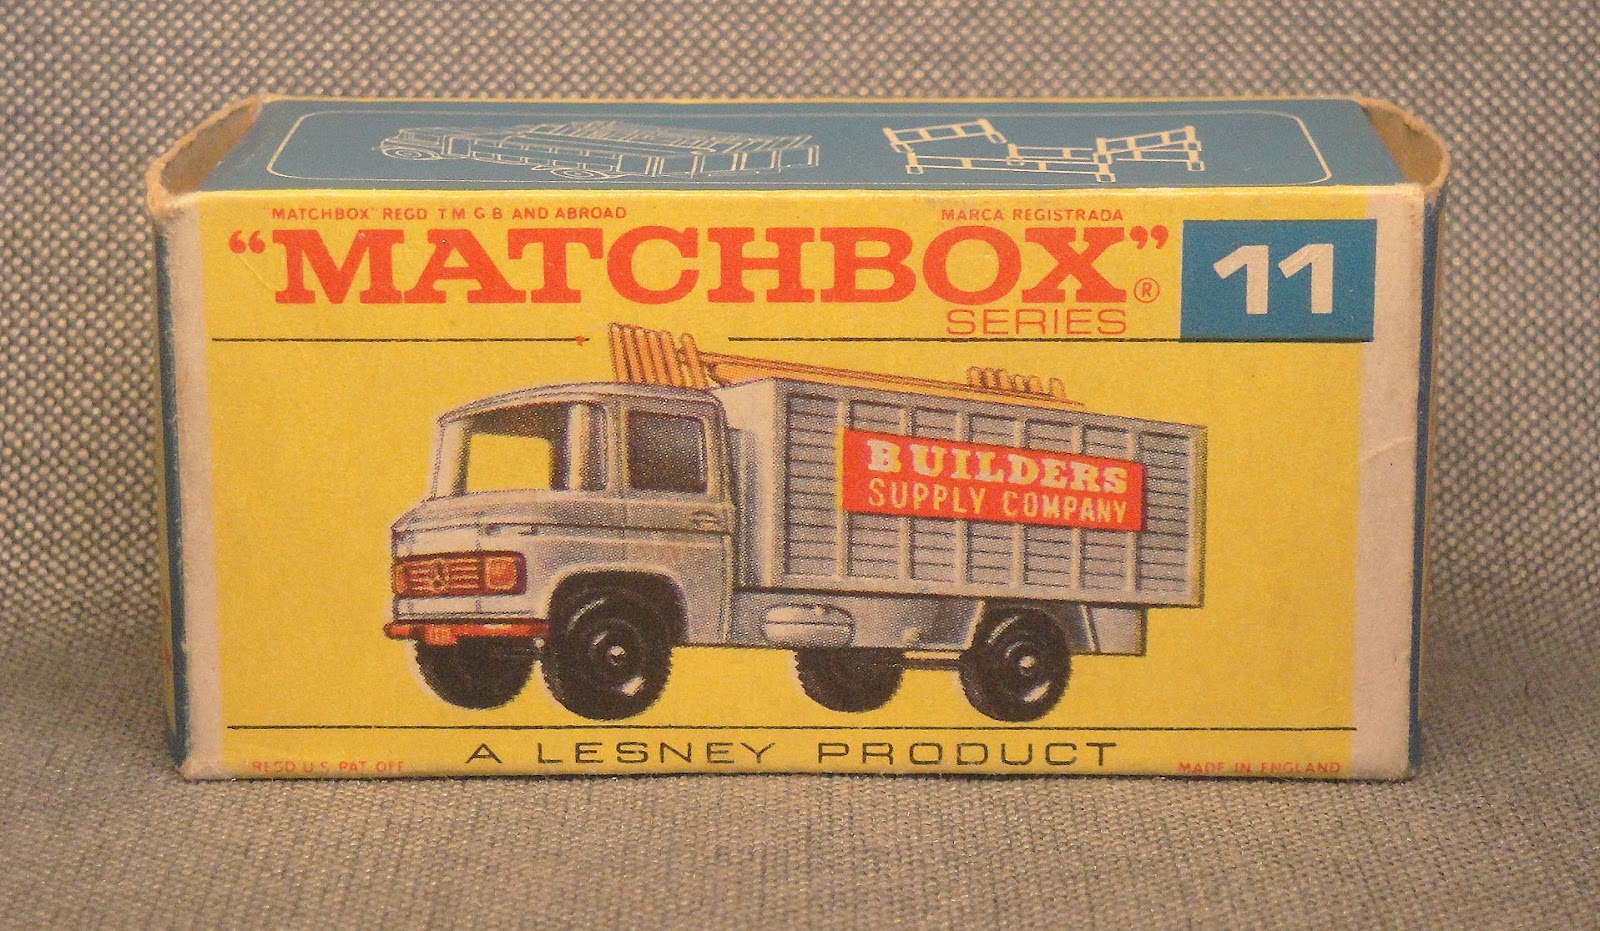 "MATCHBOX" REGD TM G.B AND ABROAD
MARCA REGISTRADA
"MATCHBOX"®
SERIES
11
BUILDERS
SUPPLY COMPANY
A LESNEY PRODUCT
REGD U.S. PAT. OFF
MADE IN ENGLAND